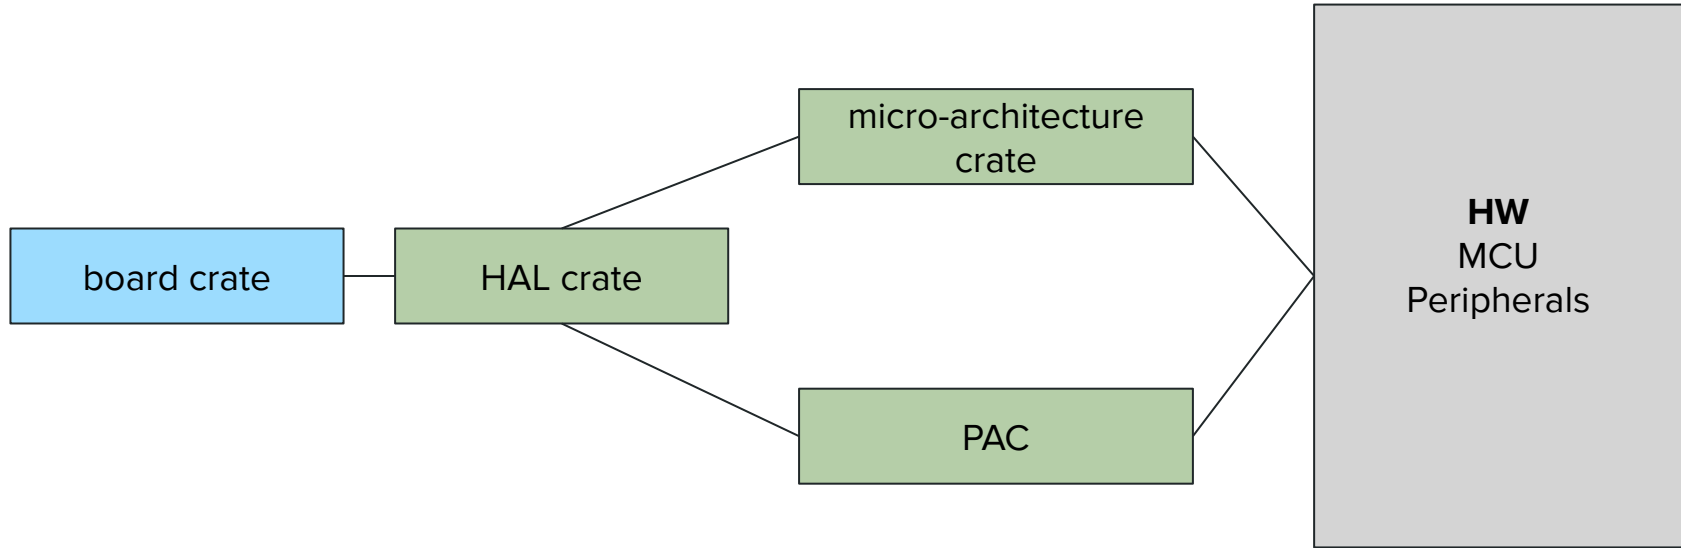 board crate
HAL crate
micro-architecture
crate
PAC
HW
MCU
Peripherals